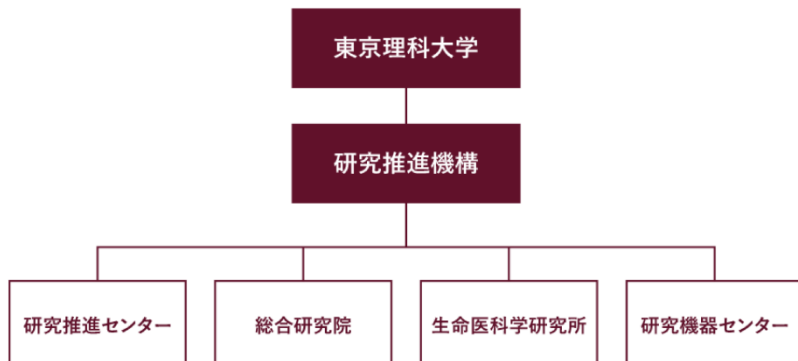 東京理科大学
研究推進機構
研究推進センター
総合研究院
生命医科学研究所
研究機器センター